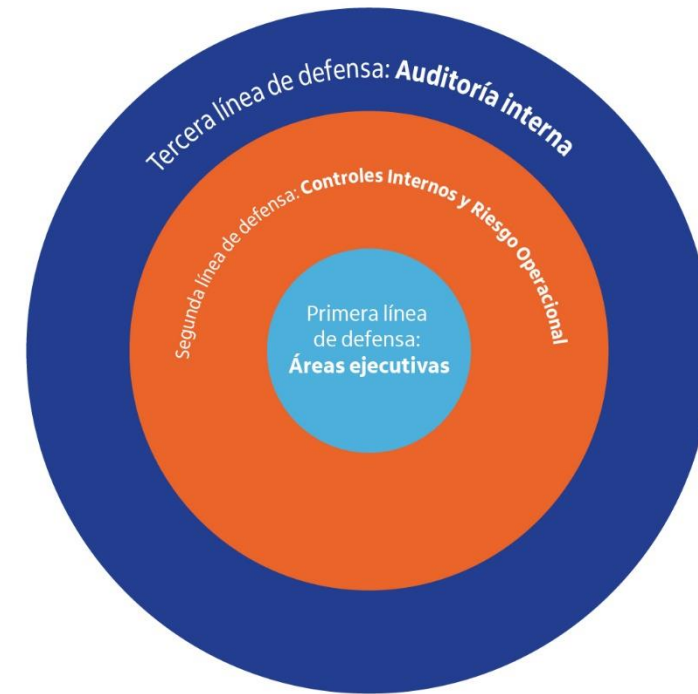 Tercera línea de defensa: Auditoría interna
Segunda línea de defensa: Controles Internos y Riesgo Operacional
Primera línea
de defensa:
Áreas ejecutivas